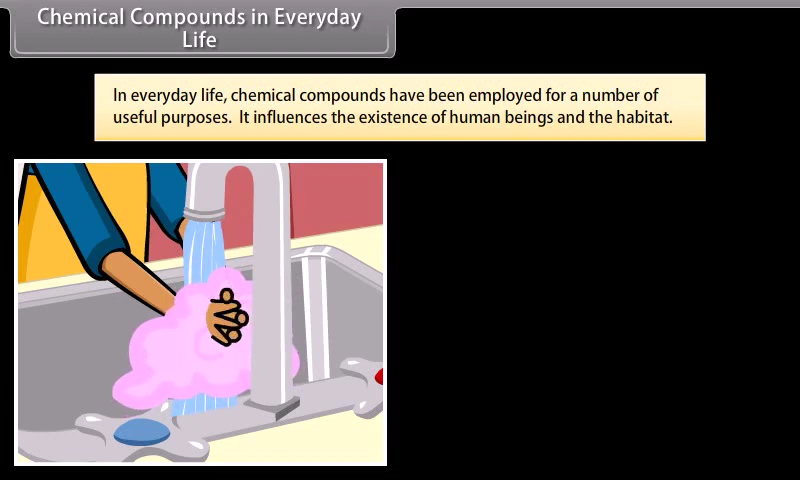 Chemical Compounds in Everyday
Life
In everyday life, chemical compounds have been employed for a number of
useful purposes. It influences the existence of human beings and the habitat.